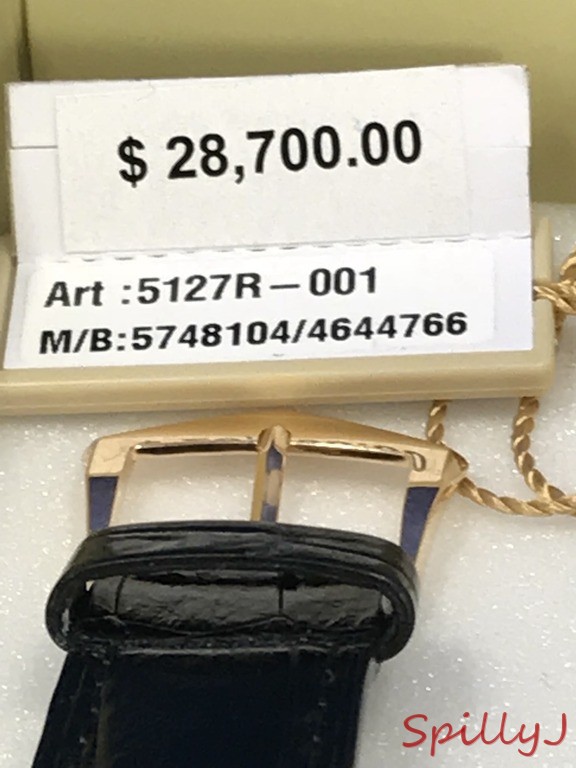 $ 28,700.00
Art :5127R-001
M/B:5748104/4644766
SpillyJ